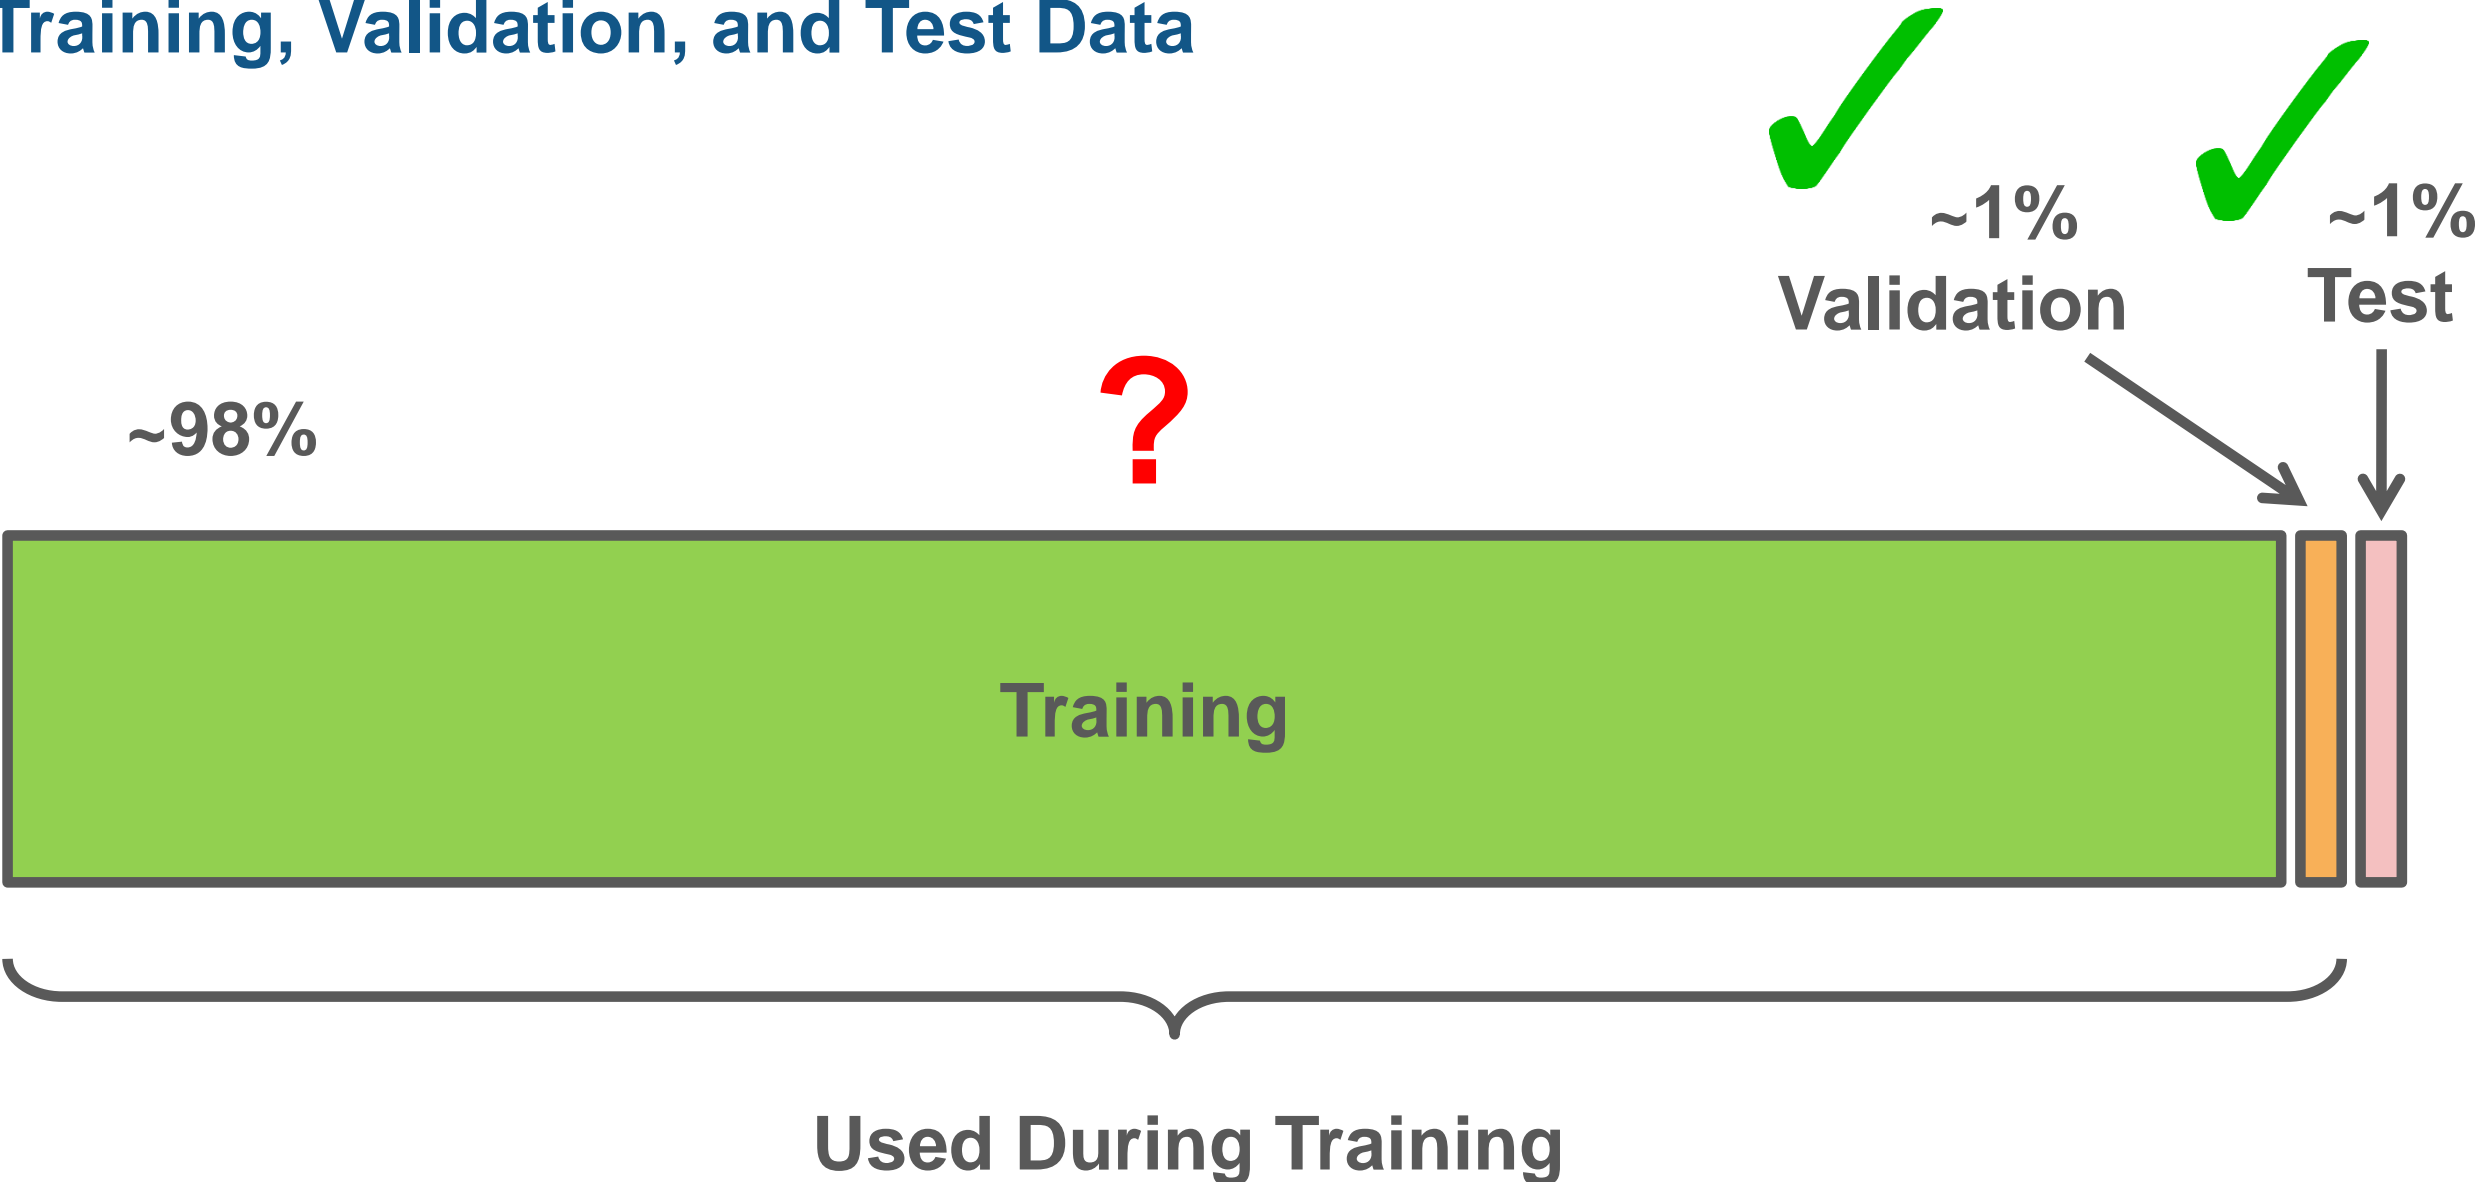 Training, Validation, and Test Data
~1%
Validation
~1%
Test
?
~98%
Training
Used During Training